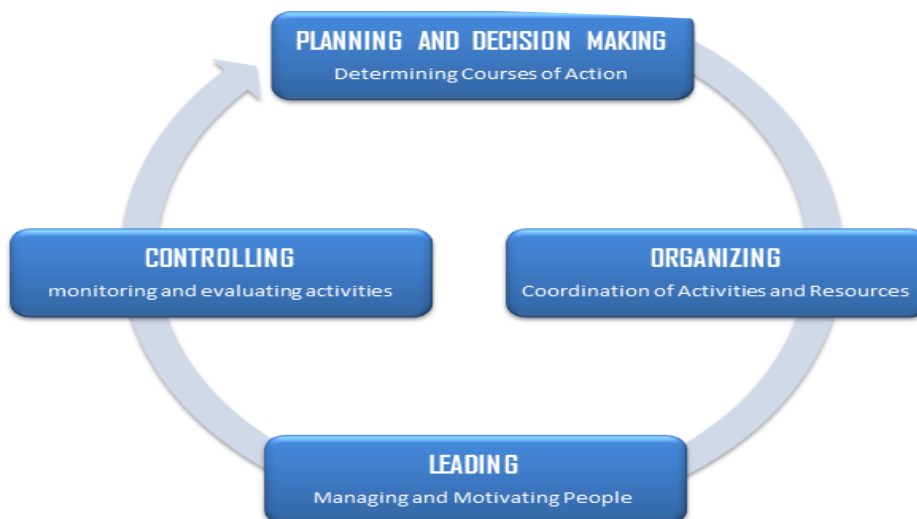 PLANNING AND DECISION MAKING
Determining Courses of Action
CONTROLLING
monitoring and evaluating activities
ORGANIZING
Coordination of Activities and Resources
LEADING
Managing and Motivating People